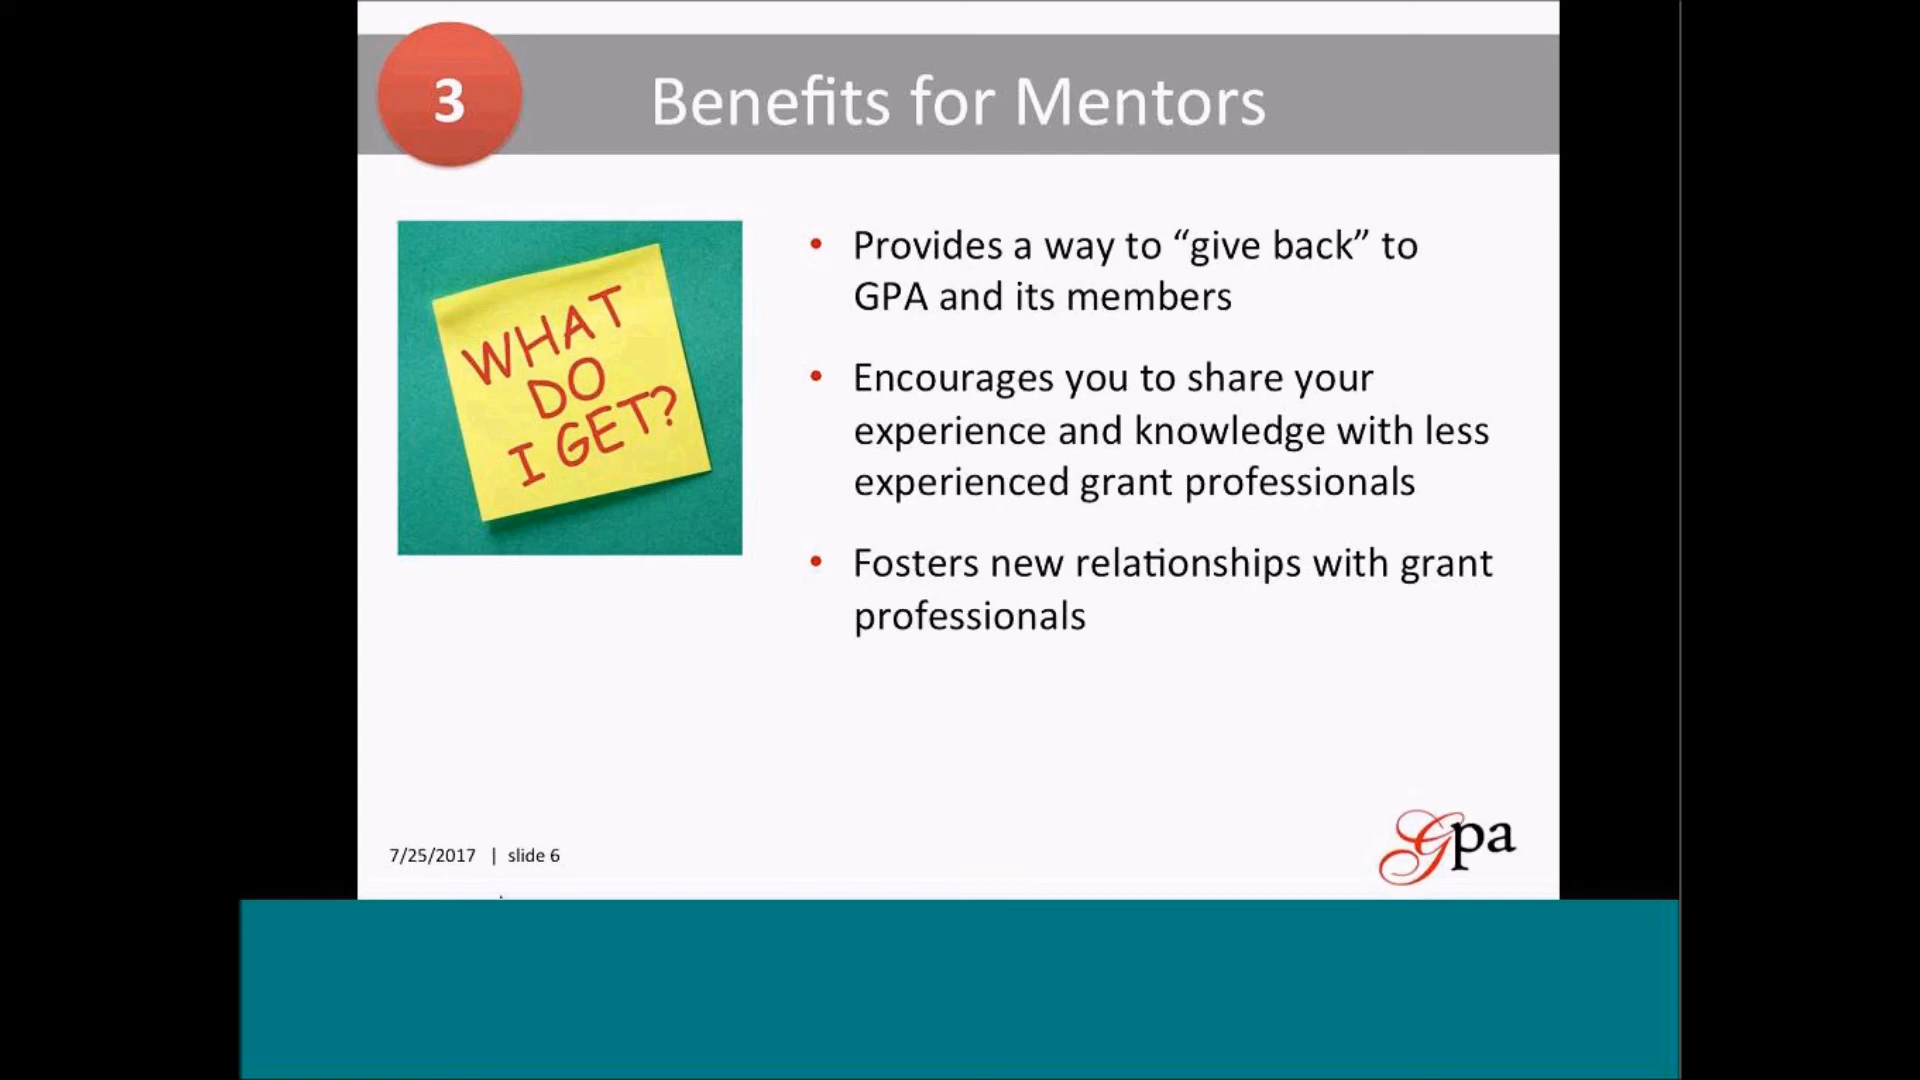 3
Benefits for Mentors
WHAT
DO
I GET?
• Provides a way to “give back” to
GPA and its members
• Encourages you to share your
experience and knowledge with less
experienced grant professionals
• Fosters new relationships with grant
professionals
7/25/2017 | slide 6
Gpa